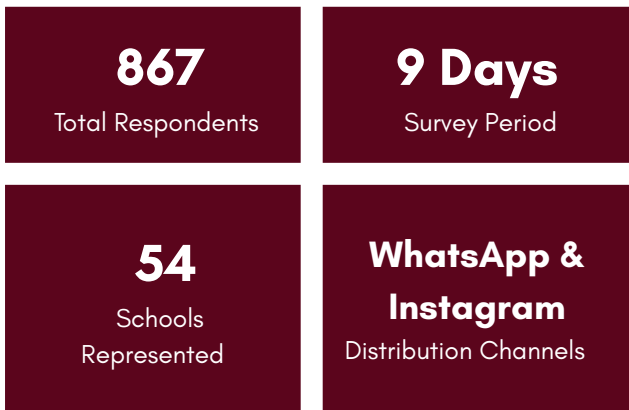 867
Total Respondents
9 Days
Survey Period
54
Schools
Represented
WhatsApp &
Instagram
Distribution Channels